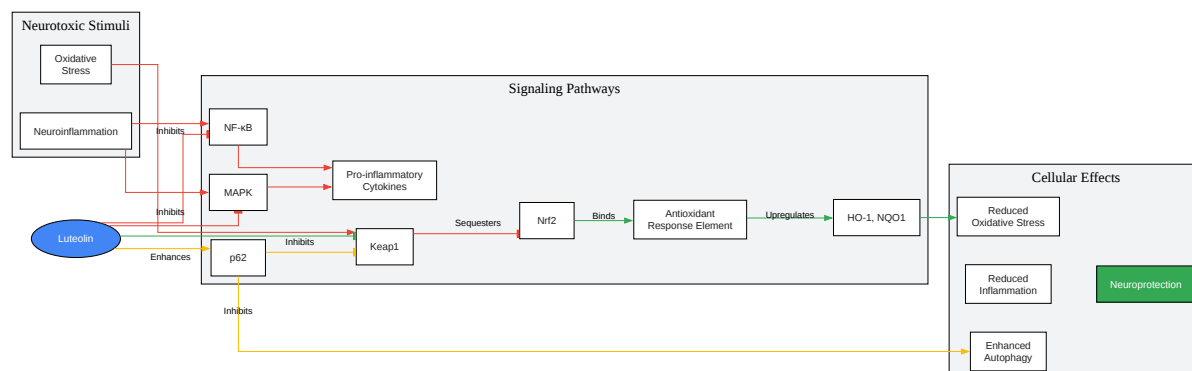 Neurotoxic Stimuli
Oxidative
Stress
Neuroinflammation
Signaling Pathways
Inhibits
NF-κB
MAPK
Pro-inflammatory
Cytokines
Inhibits
Luteolin
Enhances
p62
Inhibits
Keap1
Sequesters
Nrf2
Binds
Antioxidant
Response Element
Upregulates
HO-1, NQO1
Inhibits
Cellular Effects
Reduced
Oxidative Stress
Reduced
Inflammation
Neuroprotection
Enhanced
Autophagy